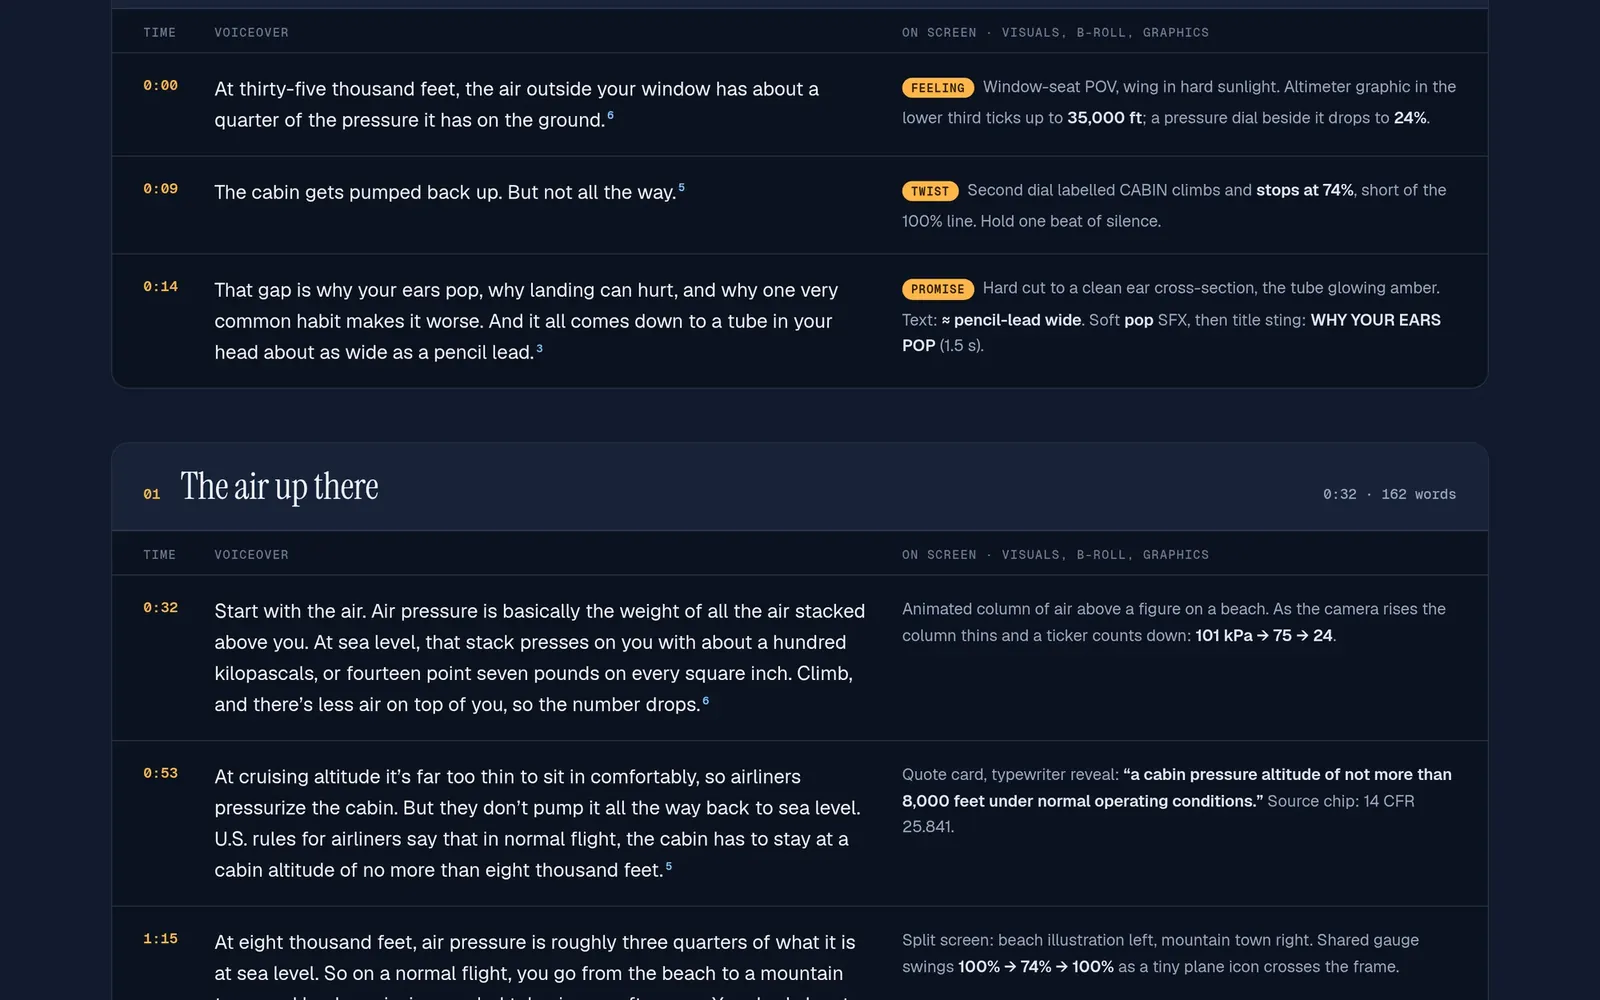 TIME VOICEOVER ON SCREEN · VISUALS, B-ROLL, GRAPHICS
0:00
At thirty-five thousand feet, the air outside your window has about a
quarter of the pressure it has on the ground.6
FEELING Window-seat POV, wing in hard sunlight. Altimeter graphic in the
lower third ticks up to 35,000 ft; a pressure dial beside it drops to 24%.
0:09
The cabin gets pumped back up. But not all the way.5
TWIST Second dial labelled CABIN climbs and stops at 74%, short of the
100% line. Hold one beat of silence.
0:14
That gap is why your ears pop, why landing can hurt, and why one very
common habit makes it worse. And it all comes down to a tube in your
head about as wide as a pencil lead.3
PROMISE Hard cut to a clean ear cross-section, the tube glowing amber.
Text: ≈ pencil-lead wide. Soft pop SFX, then title sting: WHY YOUR EARS
POP (1.5 s).
01 The air up there 0:32 · 162 words
TIME VOICEOVER ON SCREEN · VISUALS, B-ROLL, GRAPHICS
0:32
Start with the air. Air pressure is basically the weight of all the air stacked
above you. At sea level, that stack presses on you with about a hundred
kilopascals, or fourteen point seven pounds on every square inch. Climb,
and there’s less air on top of you, so the number drops.6
Animated column of air above a figure on a beach. As the camera rises the
column thins and a ticker counts down: 101 kPa → 75 → 24.
0:53
At cruising altitude it’s far too thin to sit in comfortably, so airliners
pressurize the cabin. But they don’t pump it all the way back to sea level.
U.S. rules for airliners say that in normal flight, the cabin has to stay at a
cabin altitude of no more than eight thousand feet.5
Quote card, typewriter reveal: “a cabin pressure altitude of not more than
8,000 feet under normal operating conditions.” Source chip: 14 CFR
25.841.
1:15
At eight thousand feet, air pressure is roughly three quarters of what it is
at sea level. So on a normal flight, you go from the beach to a mountain
Split screen: beach illustration left, mountain town right. Shared gauge
swings 100% → 74% → 100% as a tiny plane icon crosses the frame.